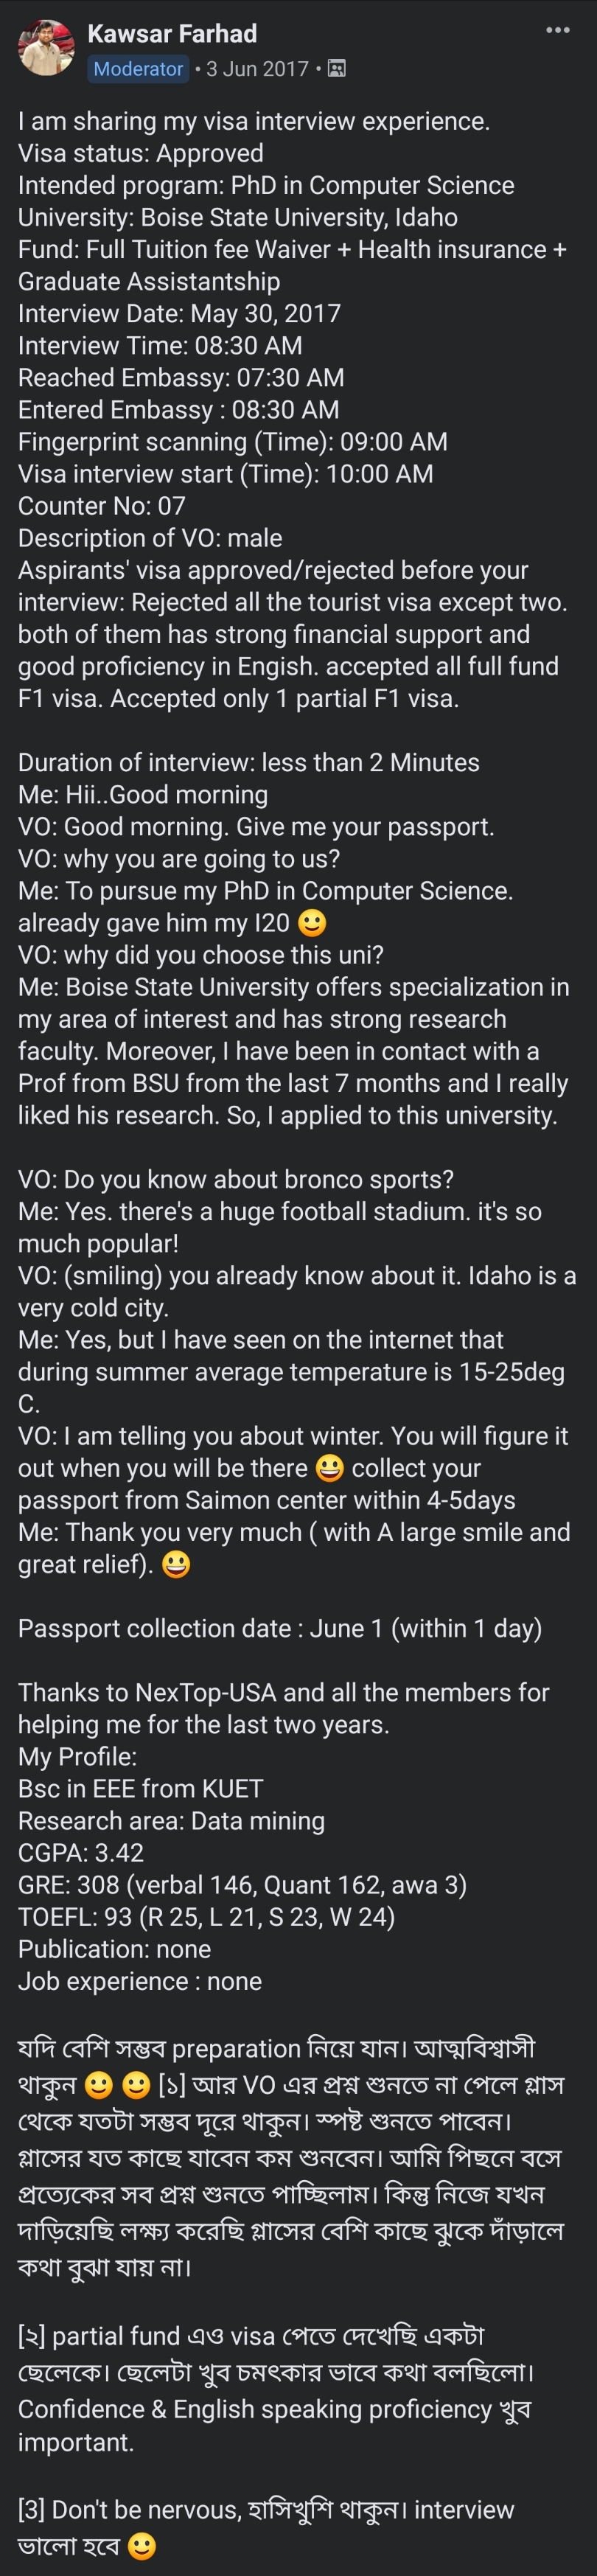 Kawsar Farhad
Moderator • 3 Jun 2017 •
I am sharing my visa interview experience.
Visa status: Approved
Intended program: PhD in Computer Science
University: Boise State University, Idaho
Fund: Full Tuition fee Waiver + Health insurance +
Graduate Assistantship
Interview Date: May 30, 2017
Interview Time: 08:30 AM
Reached Embassy: 07:30 AM
Entered Embassy : 08:30 AM
Fingerprint scanning (Time): 09:00 AM
Visa interview start (Time): 10:00 AM
Counter No: 07
Description of VO: male
Aspirants' visa approved/rejected before your
interview: Rejected all the tourist visa except two.
both of them has strong financial support and
good proficiency in Engish. accepted all full fund
F1 visa. Accepted only 1 partial F1 visa.
Duration of interview: less than 2 Minutes
Me: Hii..Good morning
VO: Good morning. Give me your passport.
VO: why you are going to us?
Me: To pursue my PhD in Computer Science.
already gave him my I20 🙂
VO: why did you choose this uni?
Me: Boise State University offers specialization in
my area of interest and has strong research
faculty. Moreover, I have been in contact with a
Prof from BSU from the last 7 months and I really
liked his research. So, I applied to this university.
VO: Do you know about bronco sports?
Me: Yes. there's a huge football stadium. it's so
much popular!
VO: (smiling) you already know about it. Idaho is a
very cold city.
Me: Yes, but I have seen on the internet that
during summer average temperature is 15-25deg
C.
VO: I am telling you about winter. You will figure it
out when you will be there 😀 collect your
passport from Saimon center within 4-5days
Me: Thank you very much ( with A large smile and
great relief). 😀
Passport collection date : June 1 (within 1 day)
Thanks to NexTop-USA and all the members for
helping me for the last two years.
My Profile:
Bsc in EEE from KUET
Research area: Data mining
CGPA: 3.42
GRE: 308 (verbal 146, Quant 162, awa 3)
TOEFL: 93 (R 25, L 21, S 23, W 24)
Publication: none
Job experience : none
যদি বেশি সম্ভব preparation নিয়ে যান। আত্মবিশ্বাসী
থাকুন 🙂 🙂 [১] আর VO এর প্রশ্ন শুনতে না পেলে গ্লাস
থেকে যতটা সম্ভব দূরে থাকুন। স্পষ্ট শুনতে পাবেন।
গ্লাসের যত কাছে যাবেন কম শুনবেন। আমি পিছনে বসে
প্রত্যেকের সব প্রশ্ন শুনতে পাচ্ছিলাম। কিন্তু নিজে যখন
দাড়িয়েছি লক্ষ্য করেছি গ্লাসের বেশি কাছে ঝুকে দাঁড়ালে
কথা বুঝা যায় না।
[২] partial fund এও visa পেতে দেখেছি একটা
ছেলেকে। ছেলেটা খুব চমৎকার ভাবে কথা বলছিলো।
Confidence & English speaking proficiency খুব
important.
[3] Don't be nervous, হাসিখুশি থাকুন। interview
ভালো হবে 🙂